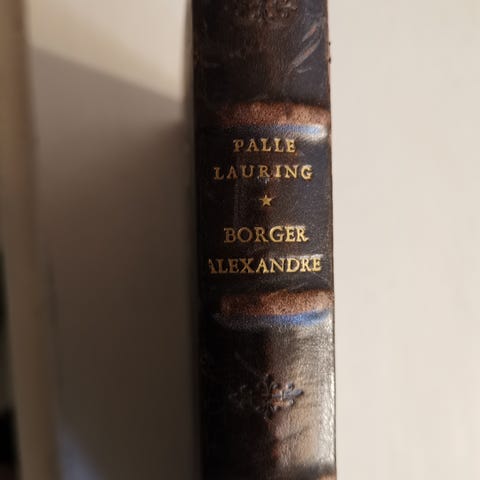 PALLE
LAURING
★
BORGER
ALEXANDRE